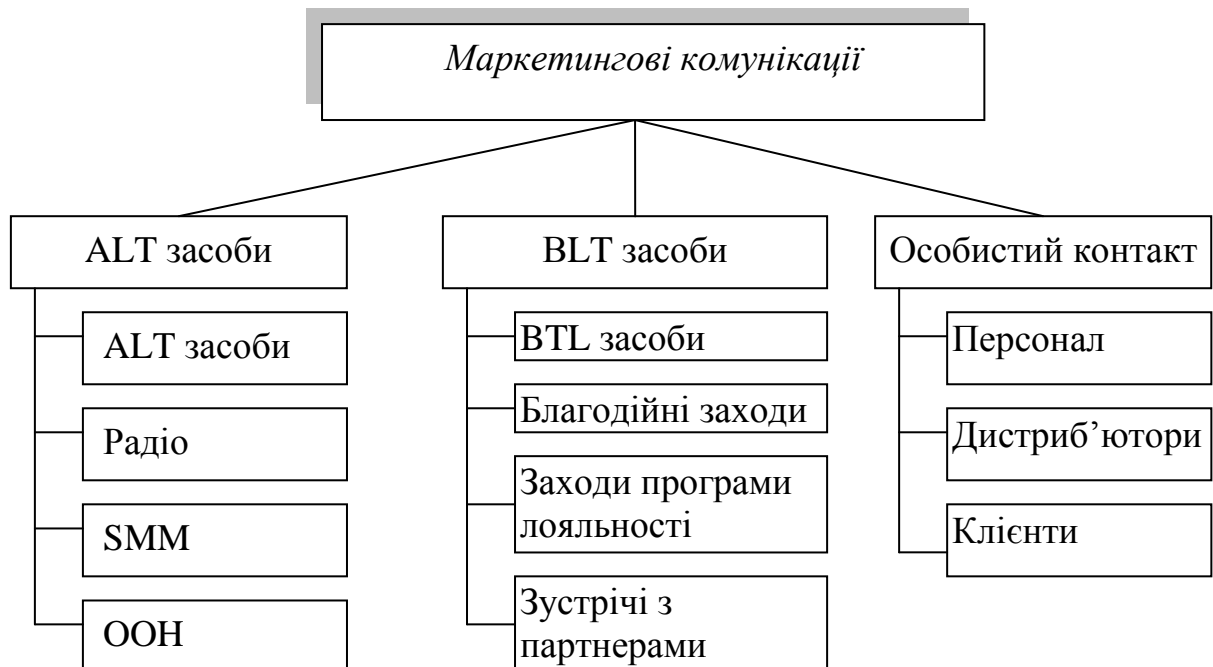 Маркетингові комунікації
ALT засоби
ALT засоби
Радіо
SMM
OOH
BLT засоби
BTL засоби
Благодійні заходи
Заходи програми
лояльності
Зустрічі з
партнерами
Особистий контакт
Персонал
Дистриб’ютори
Клієнти